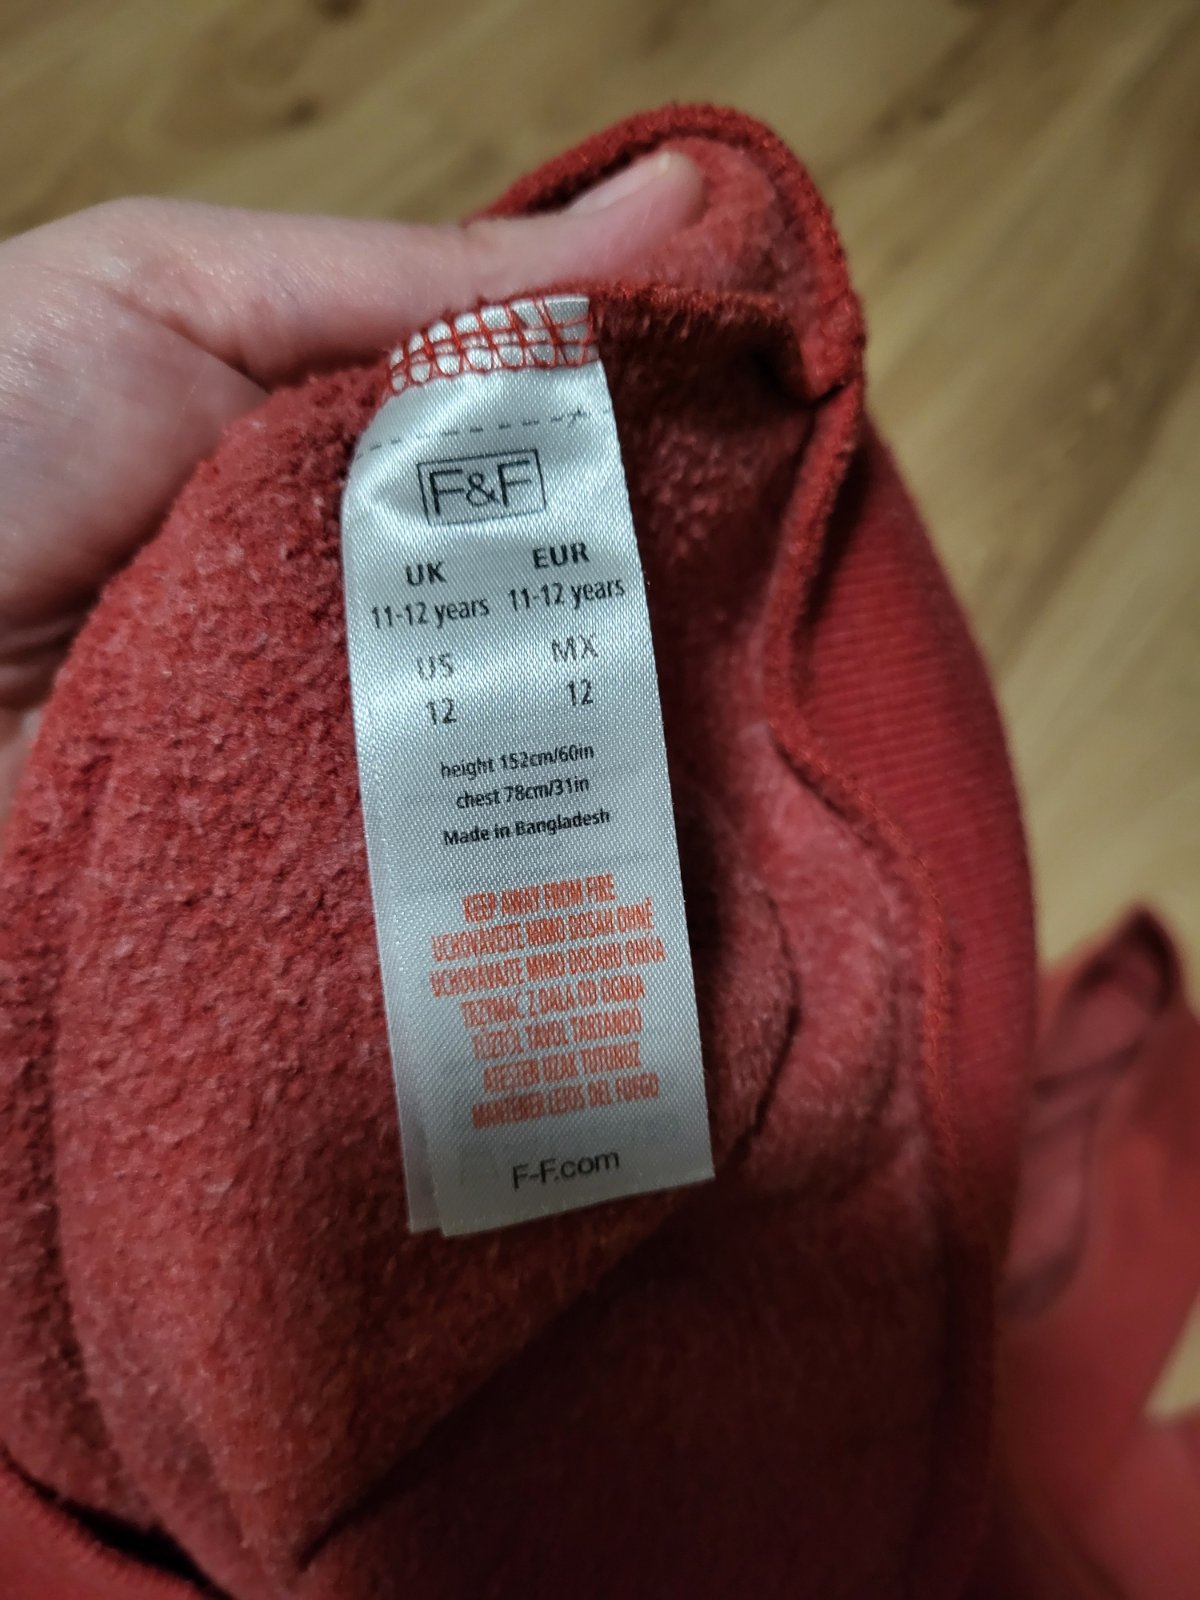 F&F
UK EUR
11-12 years 11-12 years
US MX
12 12
height 152cm/60in
chest 78cm/31in
Made in Bangladesh
KEEP AWAY FROM FIRE
UCHOVÁVEJTE MIMO DOSAH OHNĚ
UCHOVÁVAJTE MIMO DOSAHU OHŇA
TRZYMAĆ Z DALA OD OGNIA
TŰZTŐL TÁVOL TARTANDÓ
ATEŞTEN UZAK TUTUNUZ
MANTENER LEJOS DEL FUEGO
F-F.com